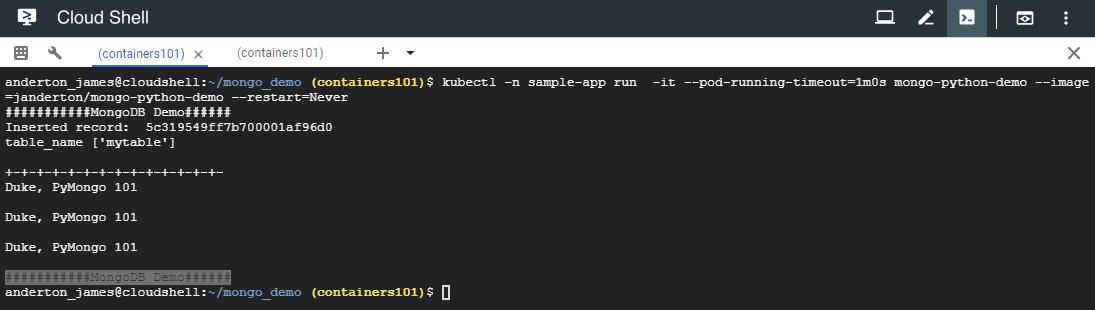 Cloud Shell
(containers101) × (containers101) + 
anderton_james@cloudshell:~/mongo_demo (containers101)$ kubectl -n sample-app run  -it --pod-running-timeout=1m0s mongo-python-demo --image
=janderton/mongo-python-demo --restart=Never
###########MongoDB Demo######
Inserted record:  5c319549ff7b700001af96d0
table_name ['mytable']
+-+-+-+-+-+-+-+-+-+-+-+-+-+-
Duke, PyMongo 101
Duke, PyMongo 101
Duke, PyMongo 101
###########MongoDB Demo######
anderton_james@cloudshell:~/mongo_demo (containers101)$